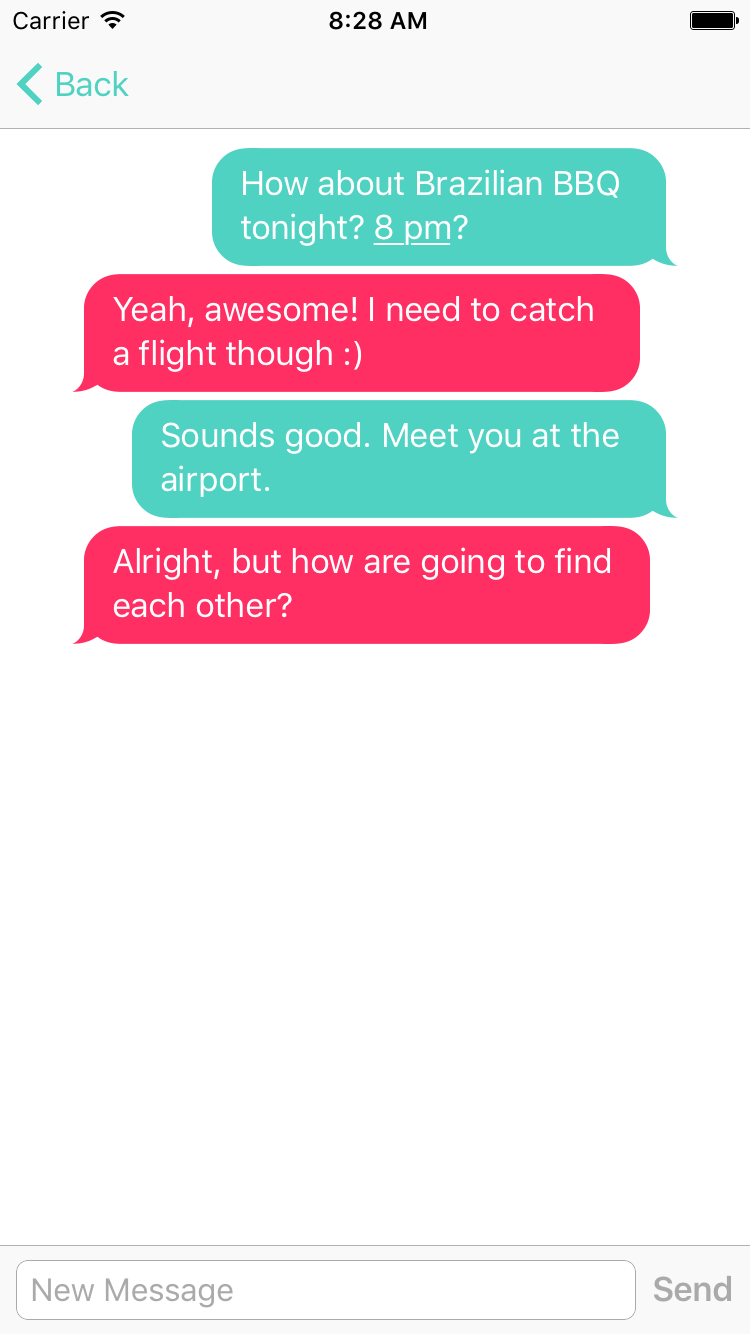 Carrier 8:28 AM
Back
How about Brazilian BBQ
tonight? 8 pm?
Yeah, awesome! I need to catch
a flight though :)
Sounds good. Meet you at the
airport.
Alright, but how are going to find
each other?
New Message Send